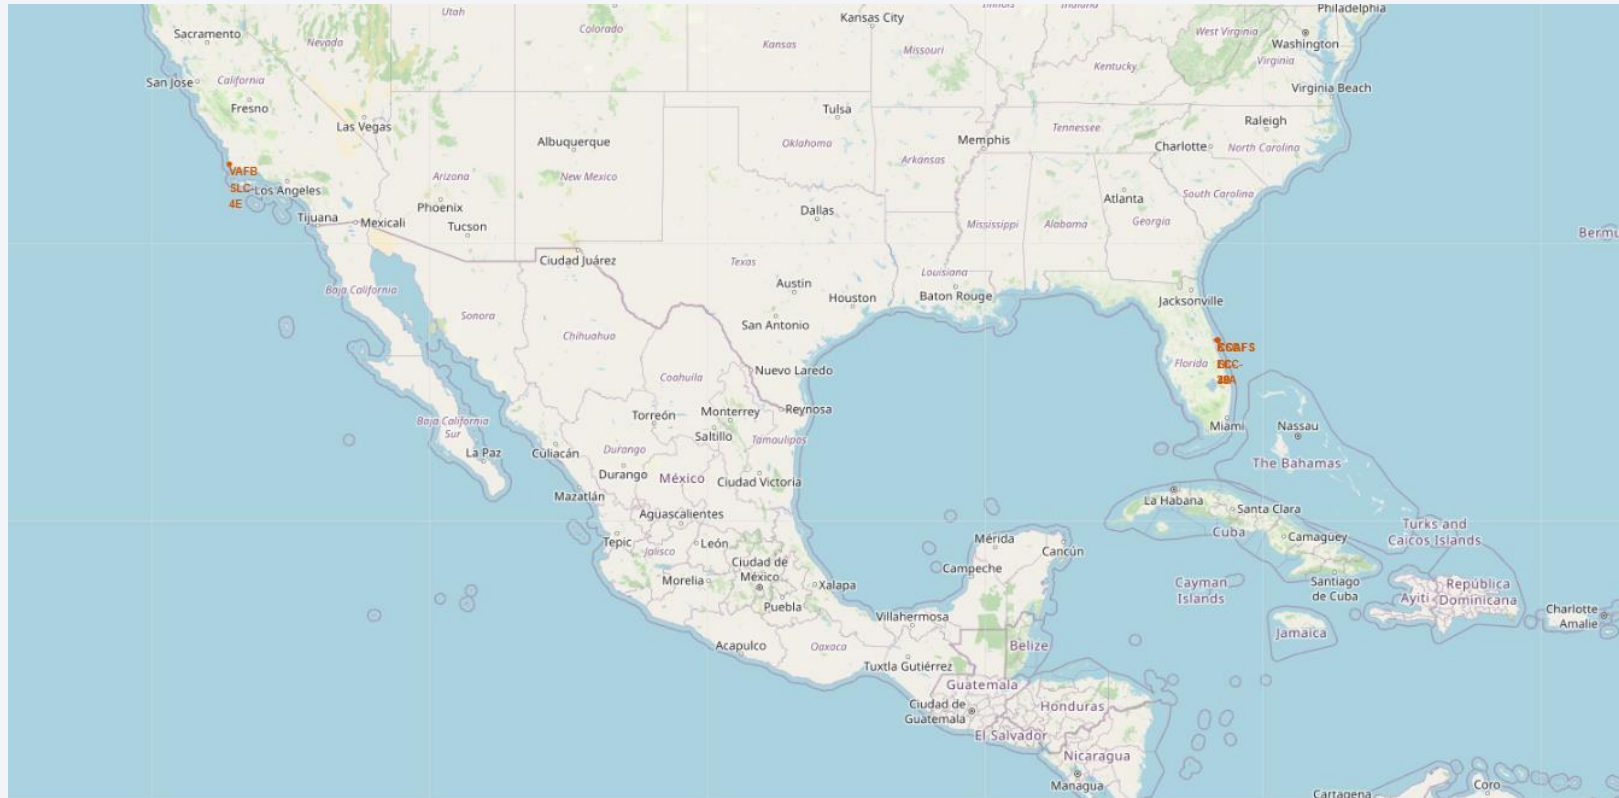 Utah
Colorado
Kansas City
Illinois
Indiana
Philadelphia
Sacramento
Nevada
Kansas
Missouri
West Virginia
Washington
San Jose
California
Kentucky
Virginia
Virginia Beach
Fresno
Las Vegas
Tulsa
Raleigh
Albuquerque
Oklahoma
Memphis
Tennessee
Charlotte
North Carolina
Arkansas
VAFB
SLC-
4E
Los Angeles
Arizona
New Mexico
Phoenix
Dallas
Atlanta
South Carolina
Tijuana
Mexicali
Tucson
Mississippi
Alabama
Georgia
Bermu
Ciudad Juárez
Texas
Louisiana
Baja California
Austin
Houston
Baton Rouge
Jacksonville
Sonora
San Antonio
Chihuahua
Florida
Coahuila
Nuevo Laredo
Torreón
Monterrey
Reynosa
Baja California
Sur
Saltillo
Tamaulipas
Miami
Nassau
La Paz
Culiacán
Durango
The Bahamas
Durango
México
Ciudad Victoria
Mazatlán
La Habana
Santa Clara
Aguascalientes
Cuba
Camagüey
Turks and
Caicos Islands
Tepic
Jalisco
León
Mérida
Cancún
Ciudad de
México
Morelia
Xalapa
Campeche
Cayman
Islands
Santiago
de Cuba
Ayiti
República
Dominicana
Puebla
Villahermosa
Charlotte
Amalie
Acapulco
Oaxaca
Belize
Jamaica
Tuxtla Gutiérrez
Guatemala
Ciudad de
Guatemala
Honduras
El Salvador
Nicaragua
Managua
Coro
Cartagena